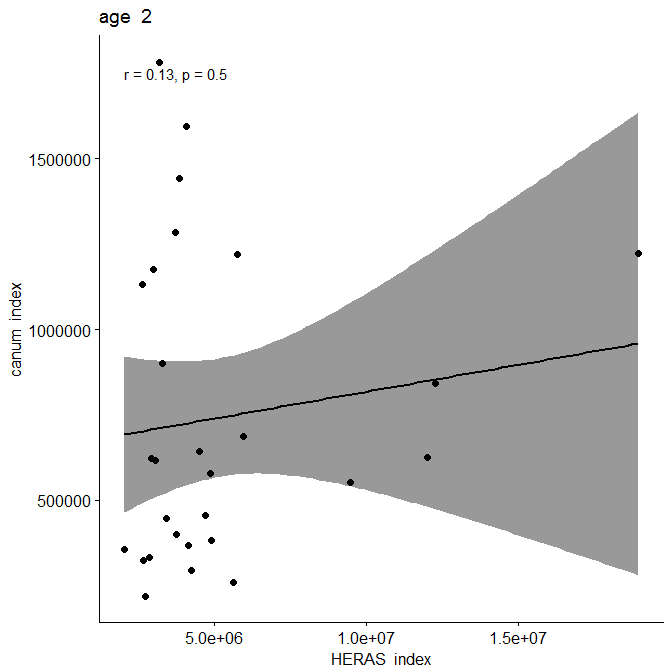 age 2
r = 0.13, p = 0.5
1500000
1000000
500000
canum index
5.0e+06 1.0e+07 1.5e+07
HERAS index